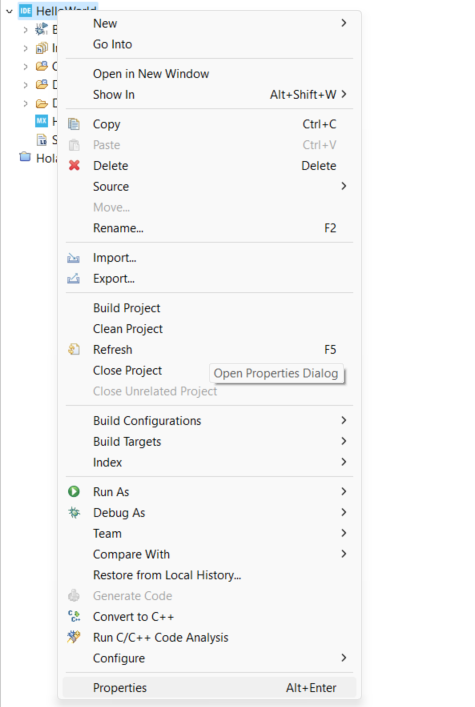 IDE HelloWorld
New
Go Into
Open in New Window
Show In Alt+Shift+W
Copy Ctrl+C
Paste Ctrl+V
Delete Delete
Source
Move...
Rename... F2
Import...
Export...
Build Project
Clean Project
Refresh F5
Close Project
Open Properties Dialog
Close Unrelated Project
Build Configurations
Build Targets
Index
Run As
Debug As
Team
Compare With
Restore from Local History...
Generate Code
Convert to C++
Run C/C++ Code Analysis
Configure
Properties Alt+Enter
MX